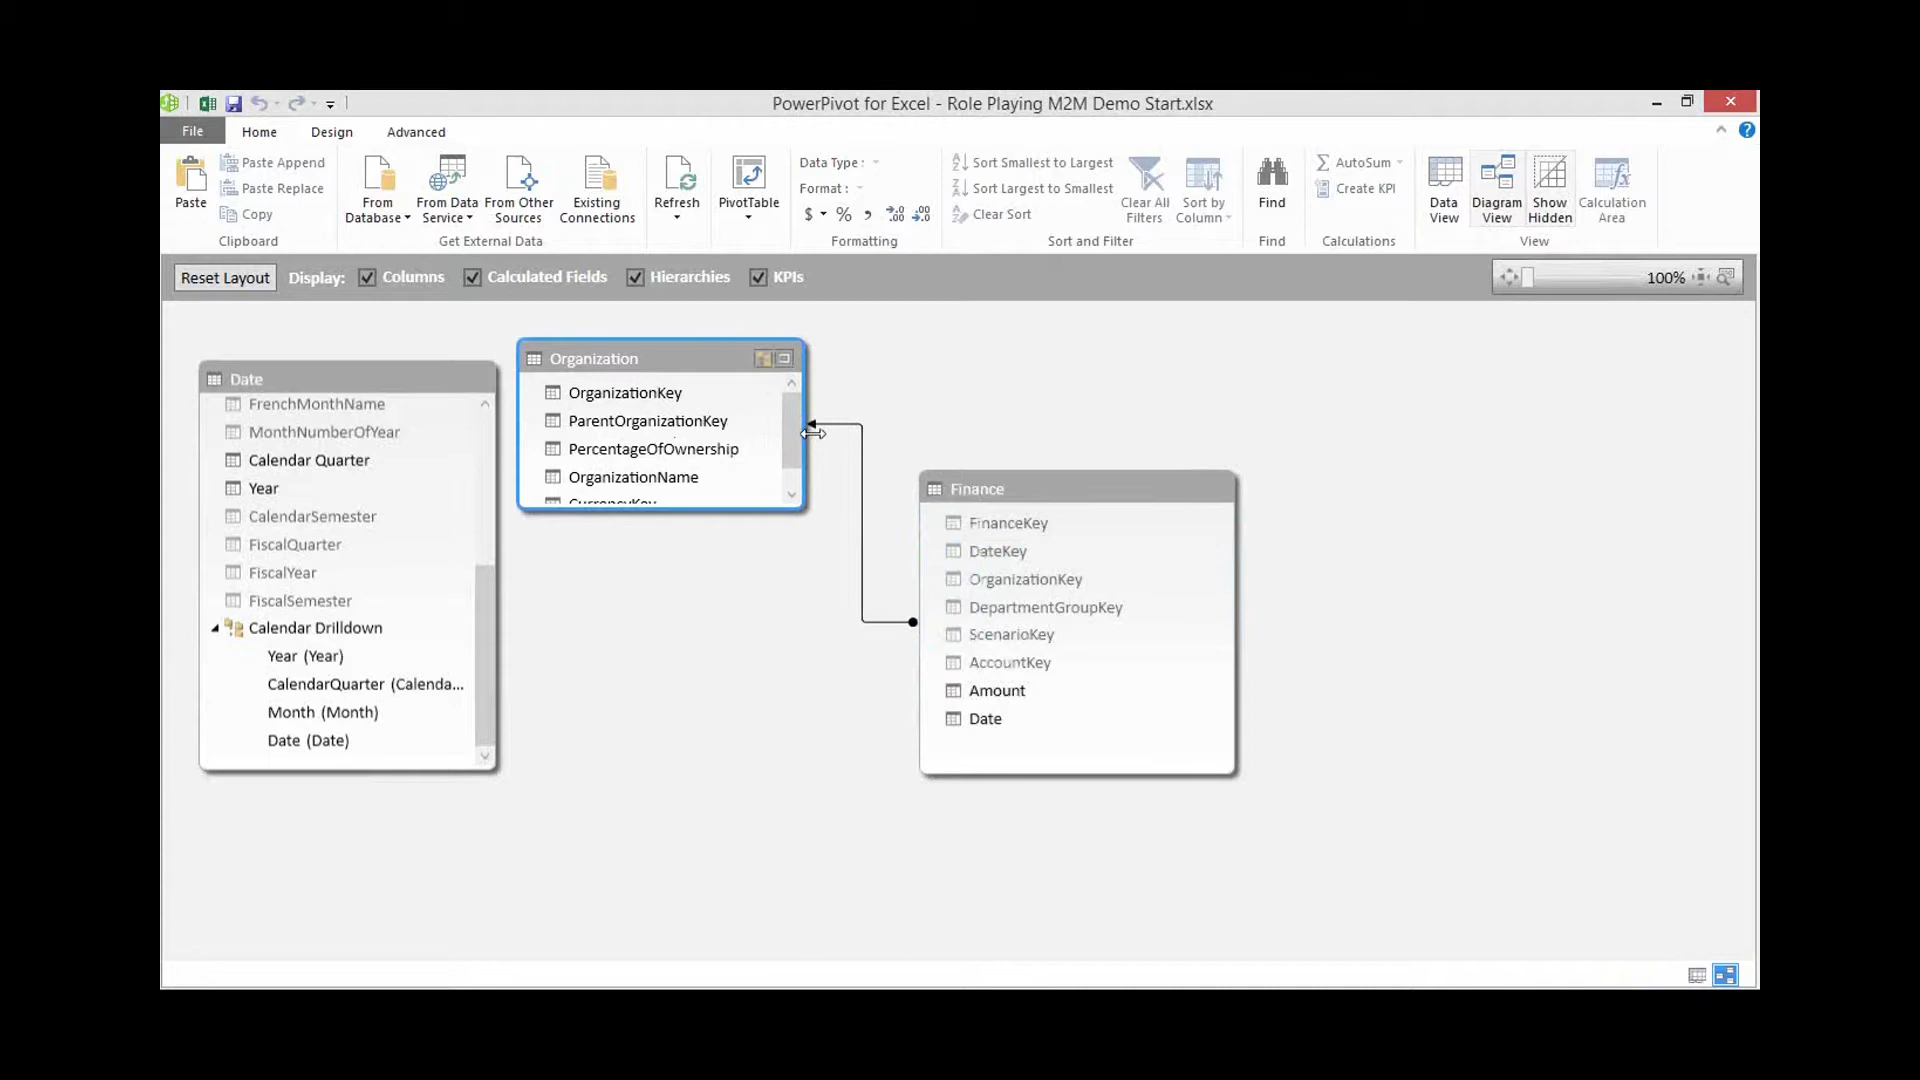 PowerPivot for Excel - Role Playing M2M Demo Start.xlsx
File Home Design Advanced
Paste
Paste Append
Paste Replace
Copy
Clipboard
From Database
From Data Service
From Other Sources
Existing Connections
Get External Data
Refresh
PivotTable
Data Type :
Format :
$ % ,
Formatting
Sort Smallest to Largest
Sort Largest to Smallest
Clear Sort
Clear All Filters
Sort by Column
Sort and Filter
Find
Find
AutoSum
Create KPI
Calculations
Data View
Diagram View
Show Hidden
Calculation Area
View
Reset Layout Display: Columns Calculated Fields Hierarchies KPIs 100%
Date
FrenchMonthName
MonthNumberOfYear
Calendar Quarter
Year
CalendarSemester
FiscalQuarter
FiscalYear
FiscalSemester
Calendar Drilldown
Year (Year)
CalendarQuarter (Calenda...
Month (Month)
Date (Date)
Organization
OrganizationKey
ParentOrganizationKey
PercentageOfOwnership
OrganizationName
CurrencyKey
Finance
FinanceKey
DateKey
OrganizationKey
DepartmentGroupKey
ScenarioKey
AccountKey
Amount
Date